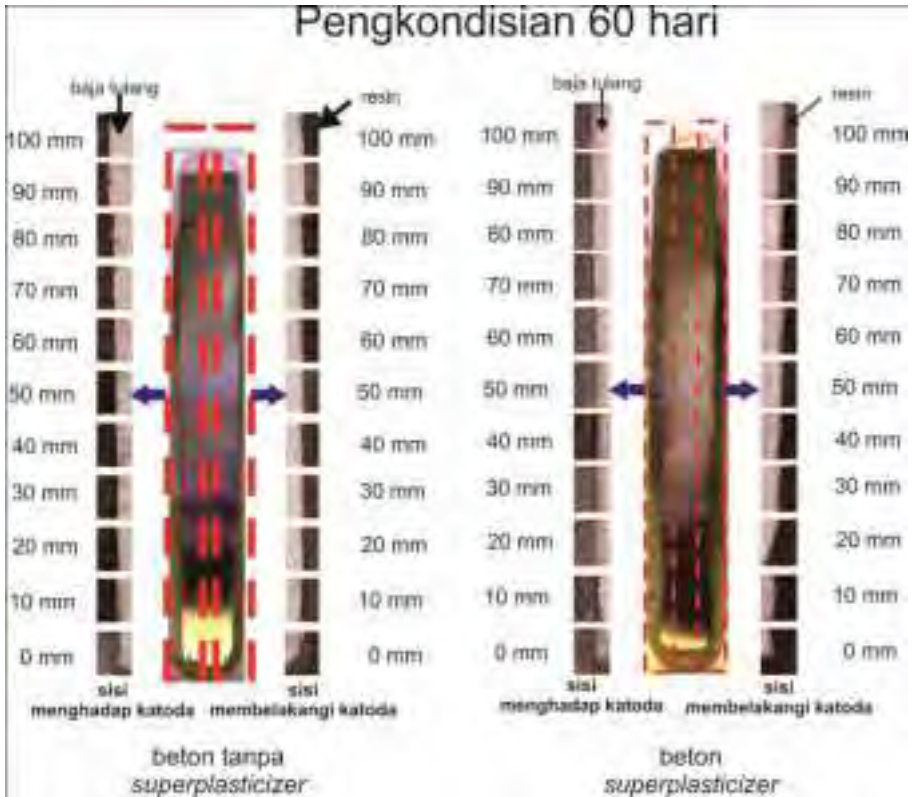 Pengkondisian 60 hari
baja tulang
resin
baja tulang
resin
100 mm 100 mm 100 mm 100 mm
90 mm 90 mm 90 mm 90 mm
80 mm 80 mm 80 mm 80 mm
70 mm 70 mm 70 mm 70 mm
60 mm 60 mm 60 mm 60 mm
50 mm 50 mm 50 mm 50 mm
40 mm 40 mm 40 mm 40 mm
30 mm 30 mm 30 mm 30 mm
20 mm 20 mm 20 mm 20 mm
10 mm 10 mm 10 mm 10 mm
0 mm 0 mm 0 mm 0 mm
sisi sisi sisi sisi
menghadap katoda membelakangi katoda menghadap katoda membelakangi katoda
beton tanpa beton
superplasticizer superplasticizer